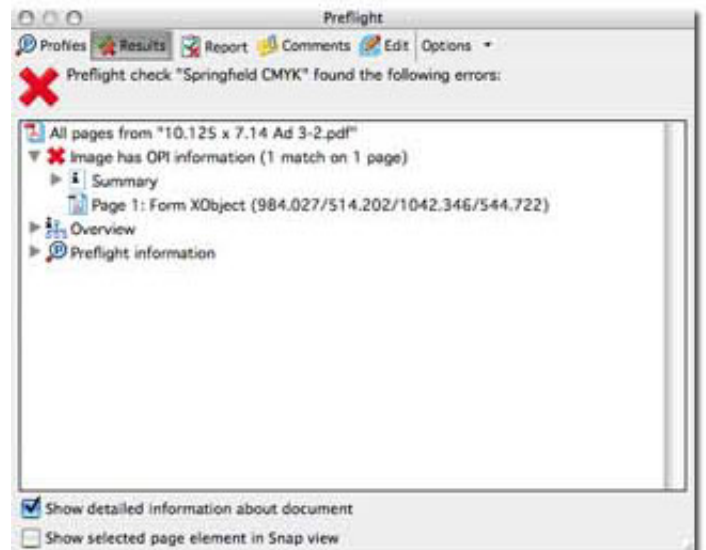 Preflight
Profiles Results Report Comments Edit Options
Preflight check "Springfield CMYK" found the following errors:
All pages from "10.125 x 7.14 Ad 3-2.pdf"
Image has OPI information (1 match on 1 page)
Summary
Page 1: Form XObject (984.027/514.202/1042.346/544.722)
Overview
Preflight information
Show detailed information about document
Show selected page element in Snap view